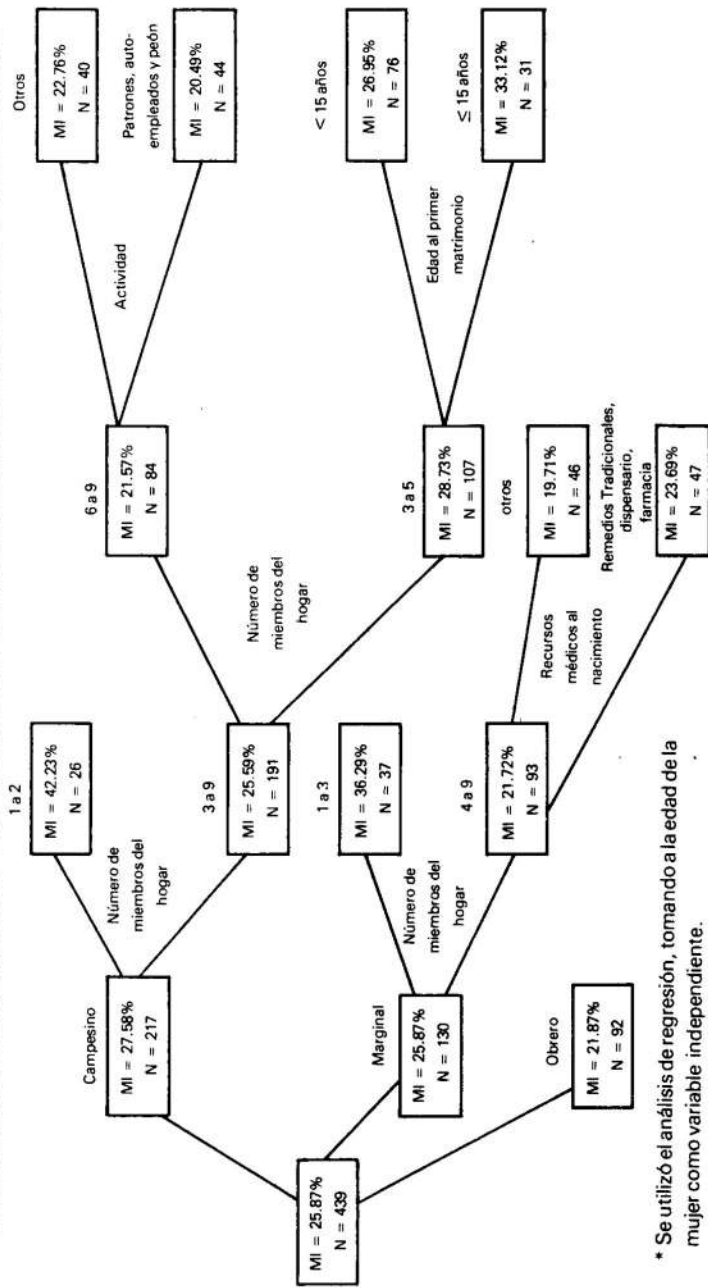 MI = 25.87%
N = 439
Campesino
MI = 27.58%
N = 217
Marginal
MI = 25.87%
N = 130
Obrero
MI = 21.87%
N = 92
Número de
miembros del
hogar
1 a 2
MI = 42.23%
N = 26
3 a 9
MI = 25.59%
N = 191
Número de
miembros del
hogar
1 a 3
MI = 36.29%
N = 37
4 a 9
MI = 21.72%
N = 93
Número de
miembros del
hogar
6 a 9
MI = 21.57%
N = 84
3 a 5
MI = 28.73%
N = 107
Recursos
médicos al
nacimiento
otros
MI = 19.71%
N = 46
Remedios Tradicionales,
dispensario,
farmacia
MI = 23.69%
N = 47
Actividad
Otros
MI = 22.76%
N = 40
Patrones, auto-
empleados y peón
MI = 20.49%
N = 44
Edad al primer
matrimonio
< 15 años
MI = 26.95%
N = 76
≤ 15 años
MI = 33.12%
N = 31
* Se utilizó el análisis de regresión, tomando a la edad de la
mujer como variable independiente.